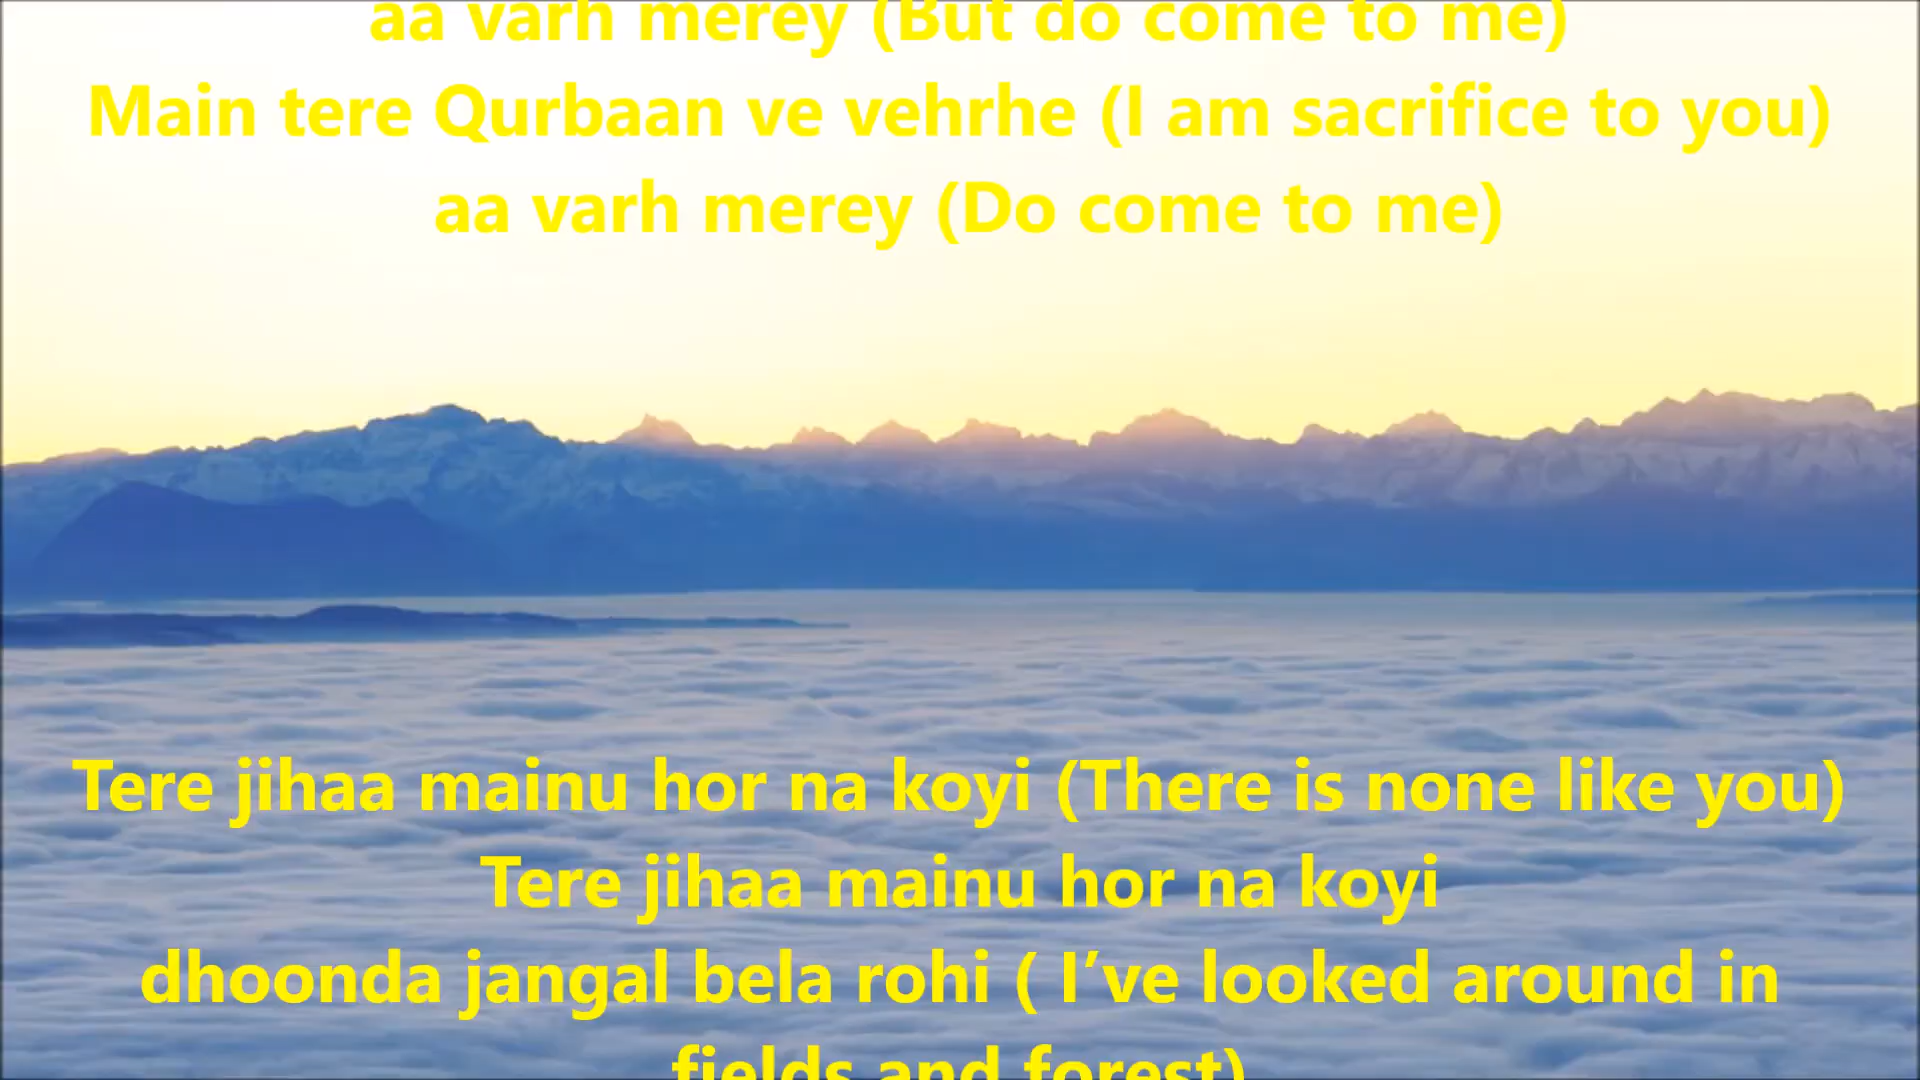 aa varh merey (But do come to me)
Main tere Qurbaan ve vehrhe (I am sacrifice to you)
aa varh merey (Do come to me)
Tere jihaa mainu hor na koyi (There is none like you)
Tere jihaa mainu hor na koyi
dhoonda jangal bela rohi ( I’ve looked around in
fields and forest)